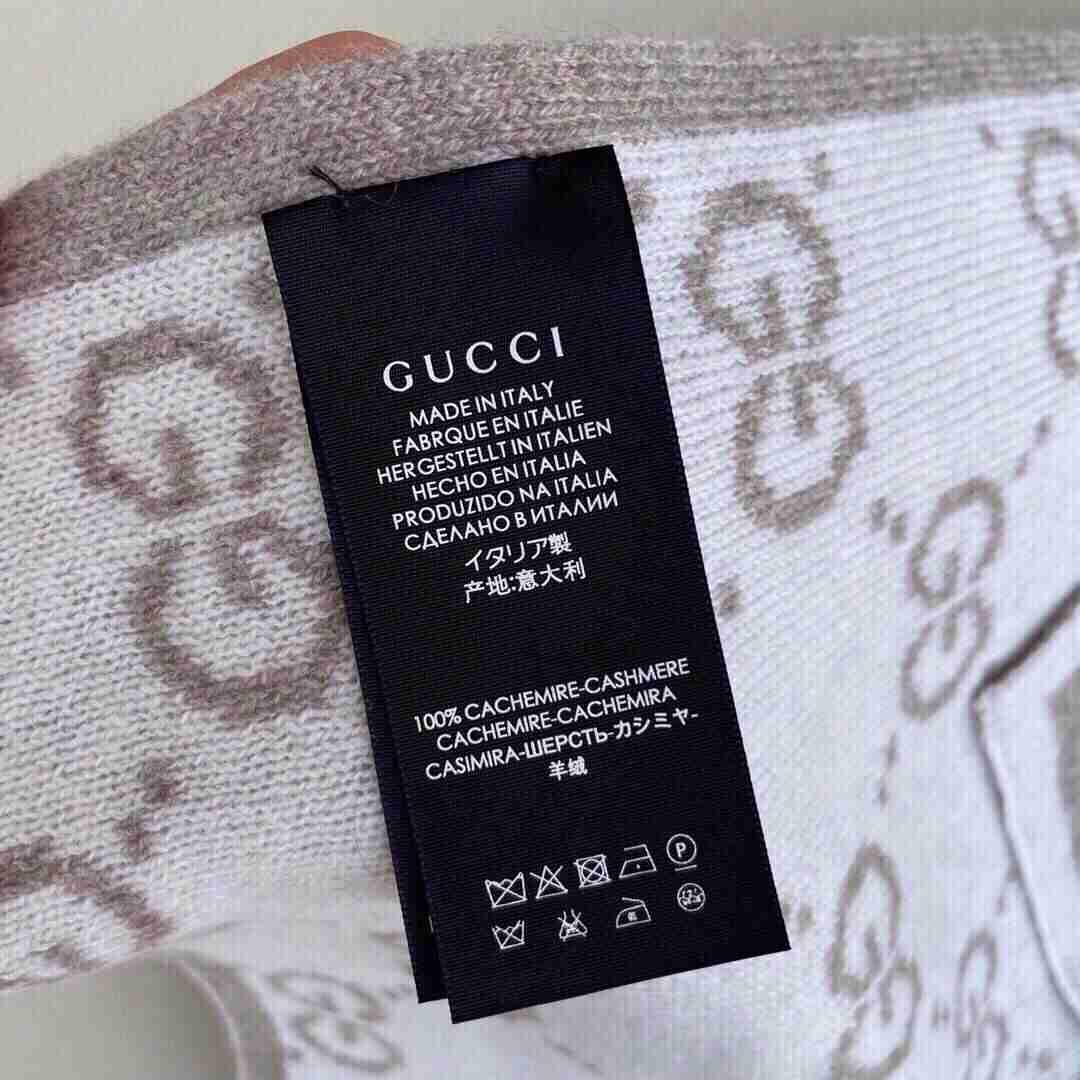 GUCCI
MADE IN ITALY
FABRQUE EN ITALIE
HERGESTELLT IN ITALIEN
HECHO EN ITALIA
PRODUZIDO NA ITALIA
СДЕЛАНО В ИТАЛИИ
イタリア製
产地:意大利
100% CACHEMIRE-CASHMERE
CACHEMIRE-CACHEMIRA
CASIMIRA-ШЕРСТЬ-カシミヤ-
羊绒
P